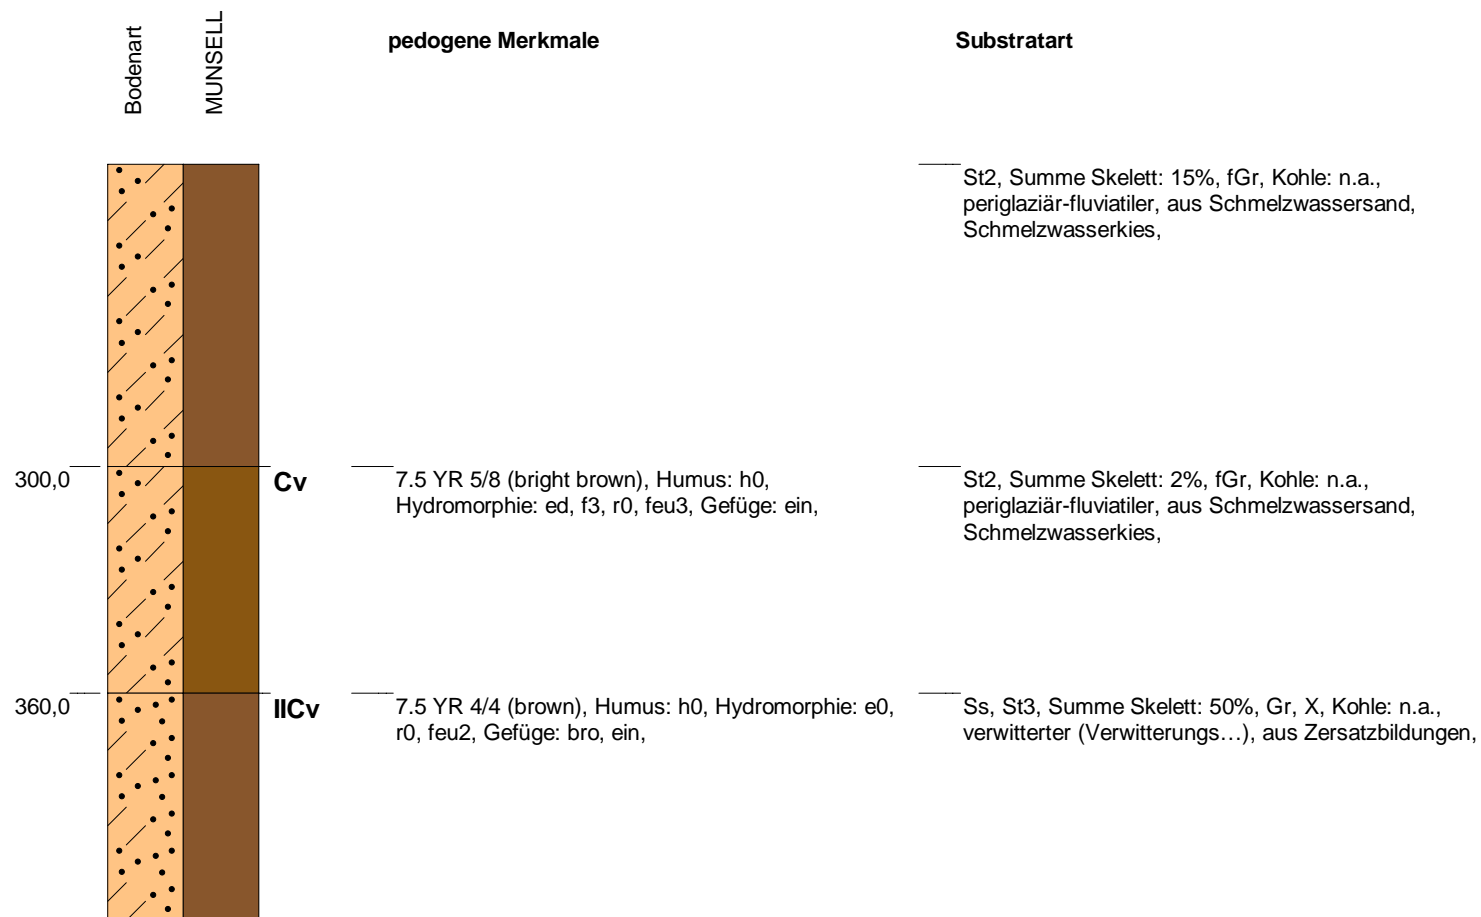 Bodenart
MUNSELL
pedogene Merkmale
Substratart
St2, Summe Skelett: 15%, fGr, Kohle: n.a.,
periglaziär-fluviatiler, aus Schmelzwassersand,
Schmelzwasserkies,
300,0
Cv
7.5 YR 5/8 (bright brown), Humus: h0,
Hydromorphie: ed, f3, r0, feu3, Gefüge: ein,
St2, Summe Skelett: 2%, fGr, Kohle: n.a.,
periglaziär-fluviatiler, aus Schmelzwassersand,
Schmelzwasserkies,
360,0
IICv
7.5 YR 4/4 (brown), Humus: h0, Hydromorphie: e0,
r0, feu2, Gefüge: bro, ein,
Ss, St3, Summe Skelett: 50%, Gr, X, Kohle: n.a.,
verwitterter (Verwitterungs…), aus Zersatzbildungen,